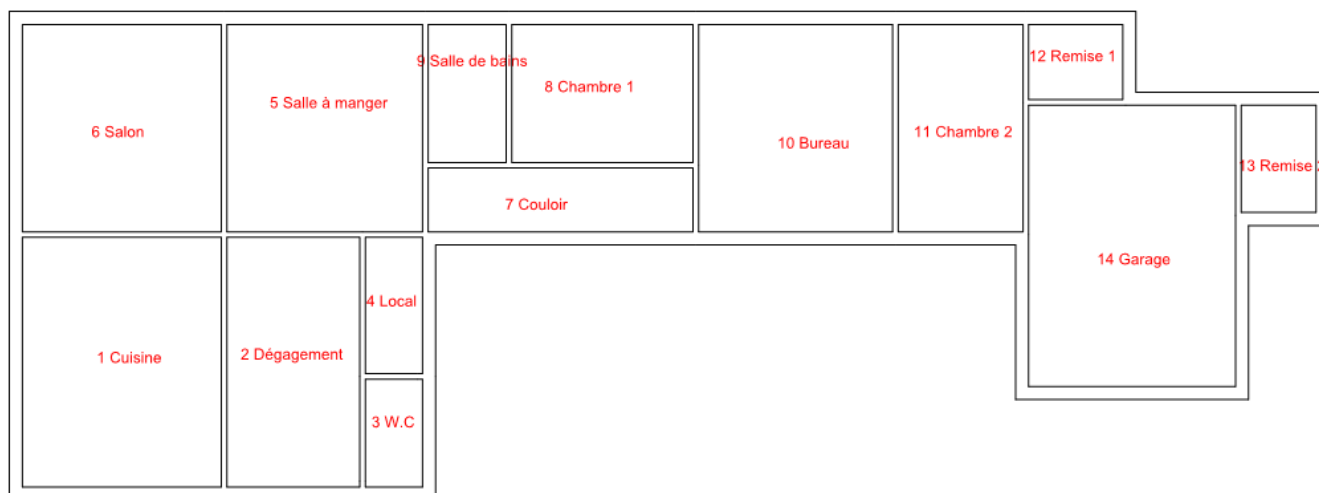 12 Remise 1
9 Salle de bains
8 Chambre 1
5 Salle à manger
6 Salon
11 Chambre 2
10 Bureau
13 Remise 2
7 Couloir
14 Garage
4 Local
2 Dégagement
1 Cuisine
3 W.C